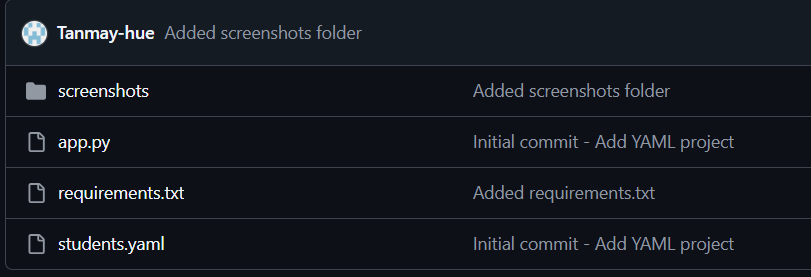 Tanmay-hue Added screenshots folder
screenshots Added screenshots folder
app.py Initial commit - Add YAML project
requirements.txt Added requirements.txt
students.yaml Initial commit - Add YAML project